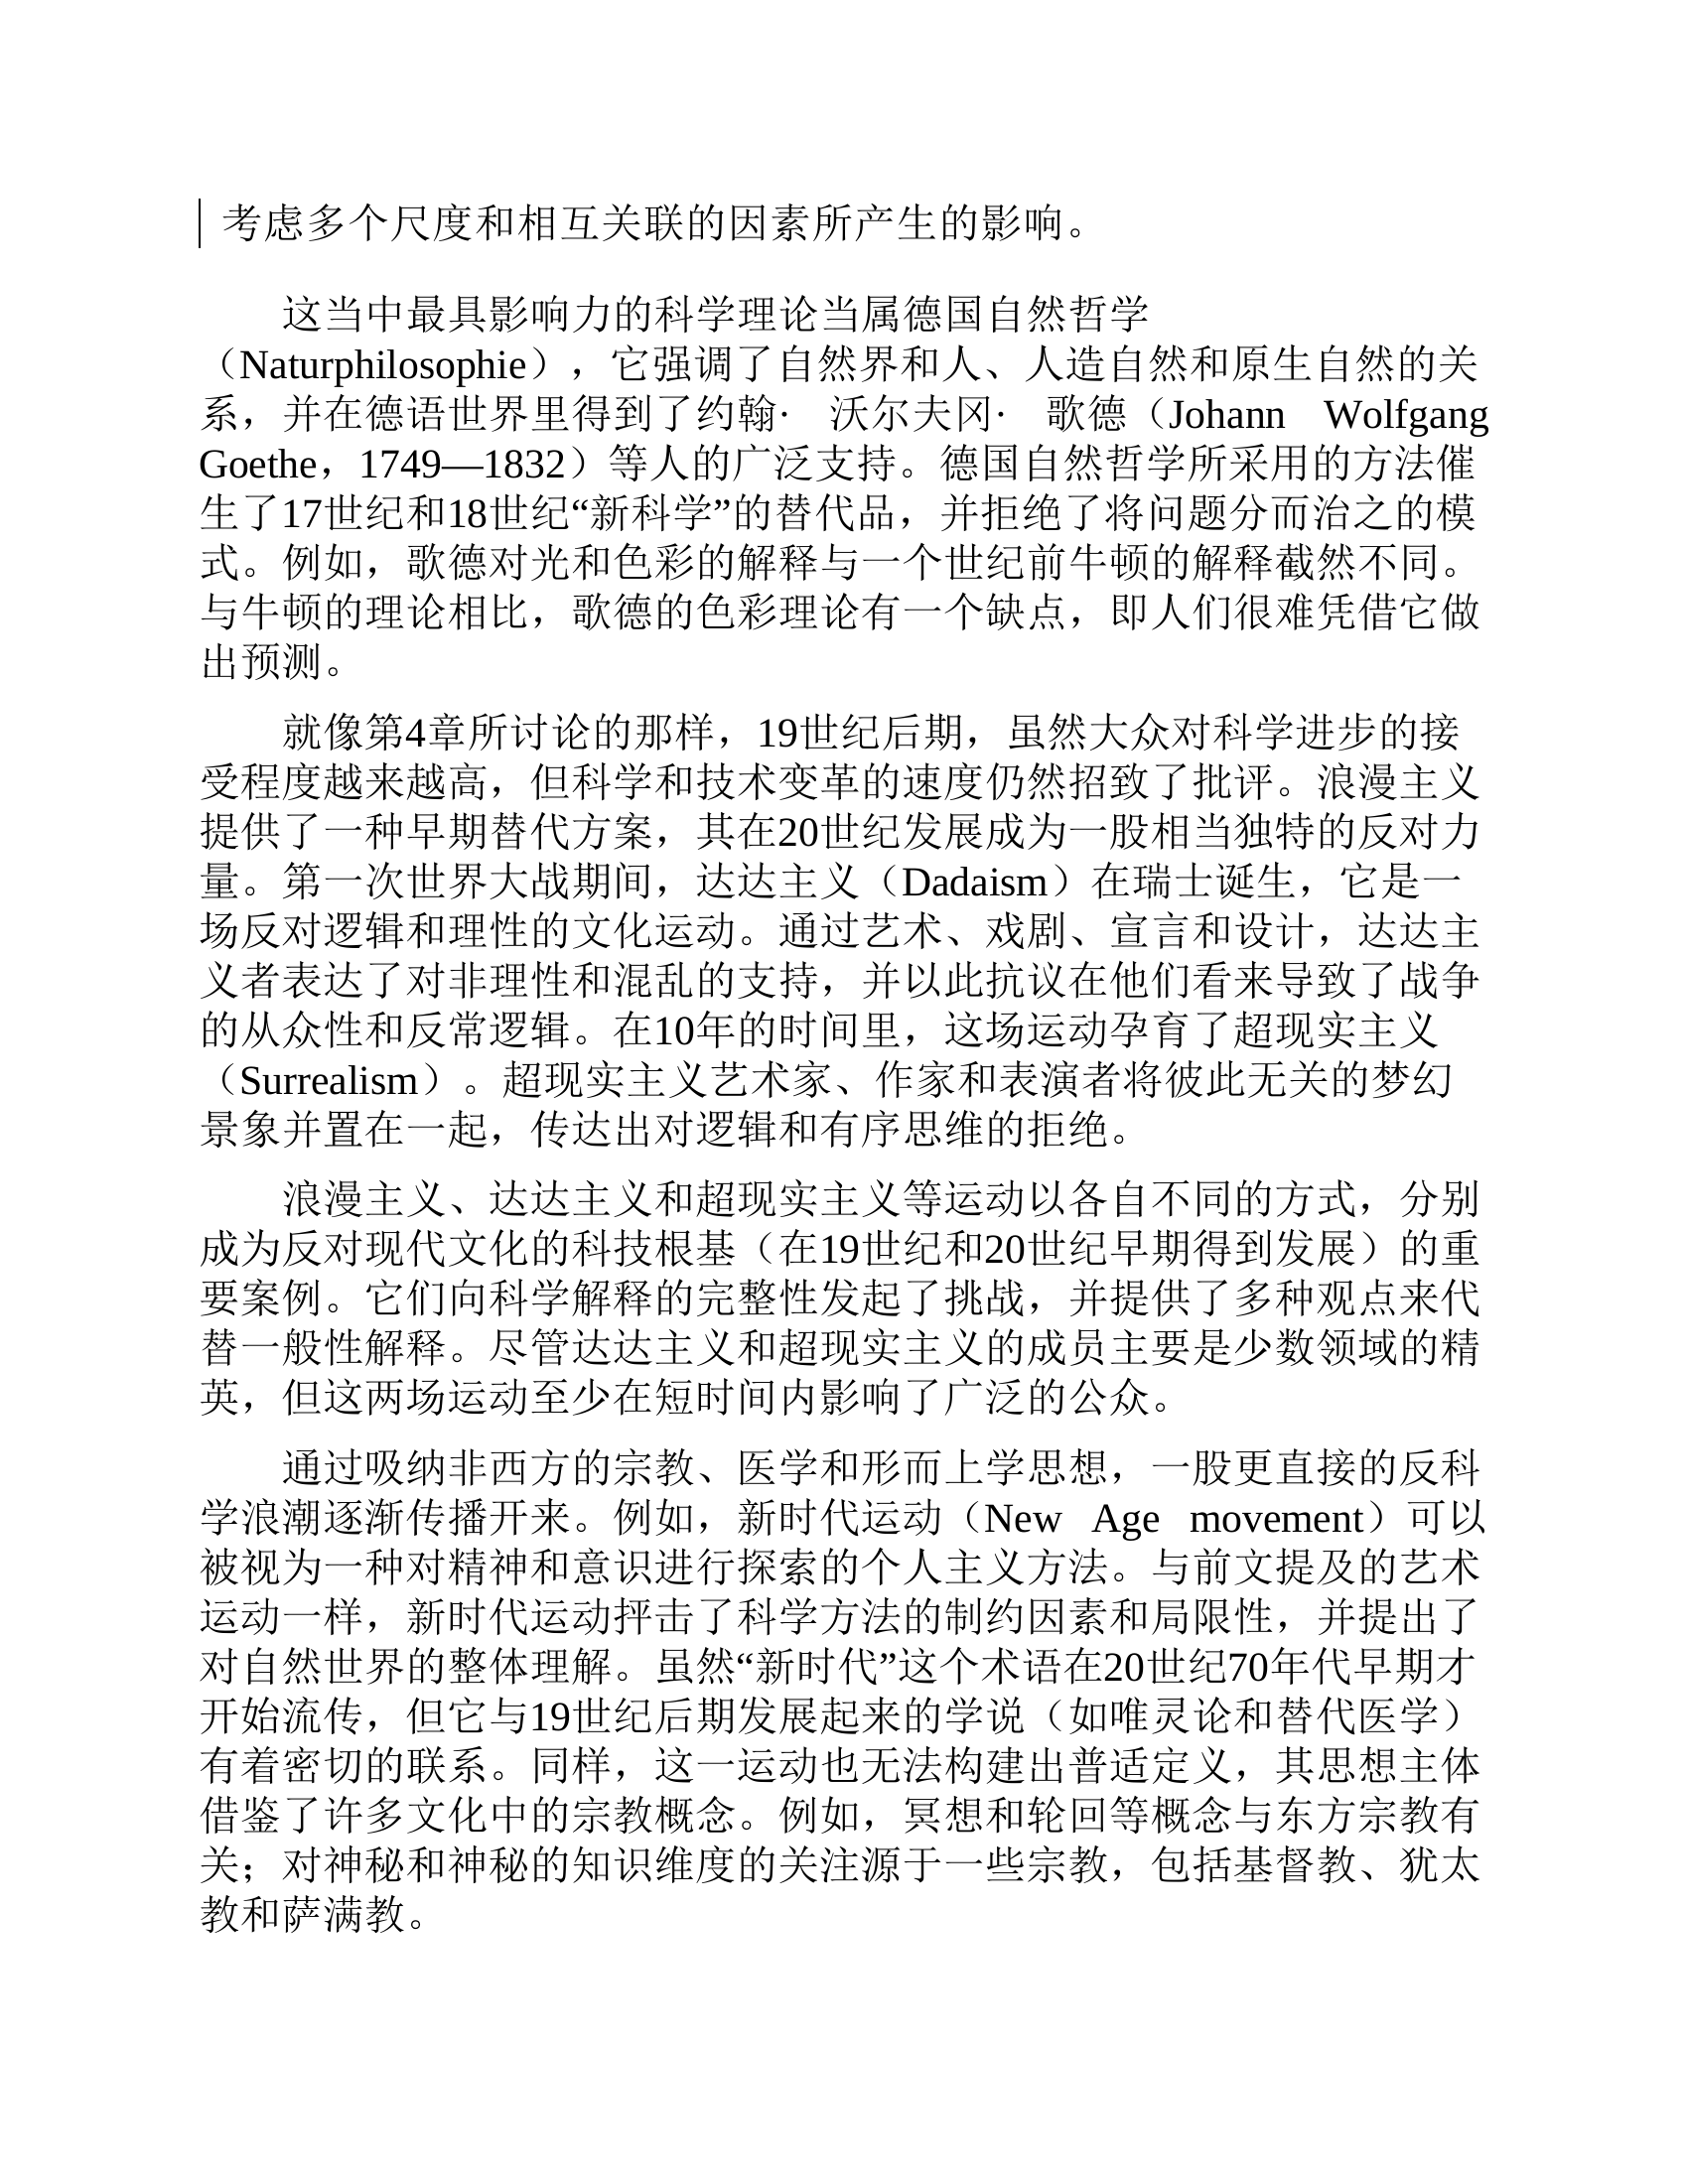 考虑多个尺度和相互关联的因素所产生的影响。
这当中最具影响力的科学理论当属德国自然哲学
（Naturphilosophie），它强调了自然界和人、人造自然和原生自然的关
系，并在德语世界里得到了约翰· 沃尔夫冈· 歌德（Johann Wolfgang
Goethe，1749—1832）等人的广泛支持。德国自然哲学所采用的方法催
生了17世纪和18世纪“新科学”的替代品，并拒绝了将问题分而治之的模
式。例如，歌德对光和色彩的解释与一个世纪前牛顿的解释截然不同。
与牛顿的理论相比，歌德的色彩理论有一个缺点，即人们很难凭借它做
出预测。
就像第4章所讨论的那样，19世纪后期，虽然大众对科学进步的接
受程度越来越高，但科学和技术变革的速度仍然招致了批评。浪漫主义
提供了一种早期替代方案，其在20世纪发展成为一股相当独特的反对力
量。第一次世界大战期间，达达主义（Dadaism）在瑞士诞生，它是一
场反对逻辑和理性的文化运动。通过艺术、戏剧、宣言和设计，达达主
义者表达了对非理性和混乱的支持，并以此抗议在他们看来导致了战争
的从众性和反常逻辑。在10年的时间里，这场运动孕育了超现实主义
（Surrealism）。超现实主义艺术家、作家和表演者将彼此无关的梦幻
景象并置在一起，传达出对逻辑和有序思维的拒绝。
浪漫主义、达达主义和超现实主义等运动以各自不同的方式，分别
成为反对现代文化的科技根基（在19世纪和20世纪早期得到发展）的重
要案例。它们向科学解释的完整性发起了挑战，并提供了多种观点来代
替一般性解释。尽管达达主义和超现实主义的成员主要是少数领域的精
英，但这两场运动至少在短时间内影响了广泛的公众。
通过吸纳非西方的宗教、医学和形而上学思想，一股更直接的反科
学浪潮逐渐传播开来。例如，新时代运动（New Age movement）可以
被视为一种对精神和意识进行探索的个人主义方法。与前文提及的艺术
运动一样，新时代运动抨击了科学方法的制约因素和局限性，并提出了
对自然世界的整体理解。虽然“新时代”这个术语在20世纪70年代早期才
开始流传，但它与19世纪后期发展起来的学说（如唯灵论和替代医学）
有着密切的联系。同样，这一运动也无法构建出普适定义，其思想主体
借鉴了许多文化中的宗教概念。例如，冥想和轮回等概念与东方宗教有
关；对神秘和神秘的知识维度的关注源于一些宗教，包括基督教、犹太
教和萨满教。